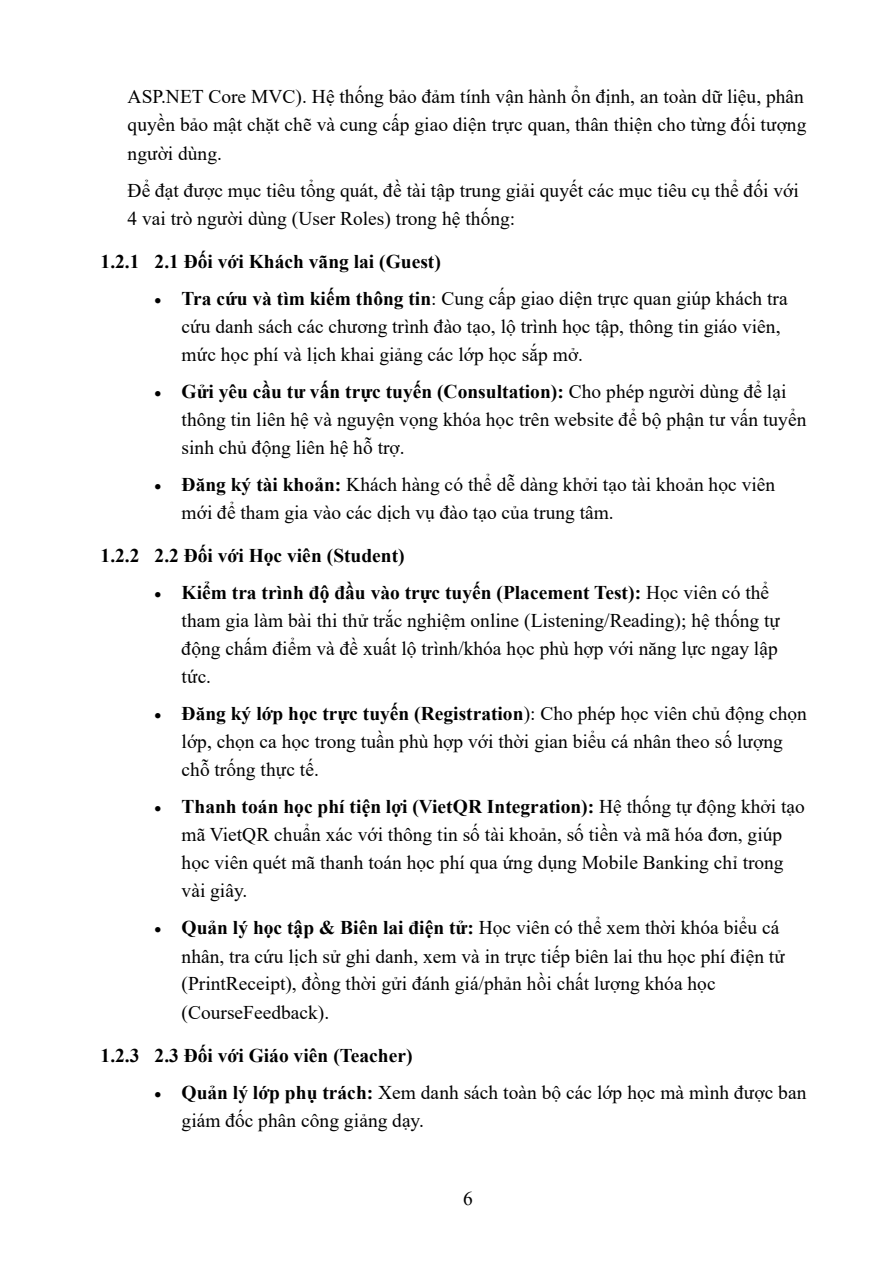 ASP.NET Core MVC). Hệ thống bảo đảm tính vận hành ổn định, an toàn dữ liệu, phân
quyền bảo mật chặt chẽ và cung cấp giao diện trực quan, thân thiện cho từng đối tượng
người dùng.
Để đạt được mục tiêu tổng quát, đề tài tập trung giải quyết các mục tiêu cụ thể đối với
4 vai trò người dùng (User Roles) trong hệ thống:
1.2.1 2.1 Đối với Khách vãng lai (Guest)
• Tra cứu và tìm kiếm thông tin: Cung cấp giao diện trực quan giúp khách tra
cứu danh sách các chương trình đào tạo, lộ trình học tập, thông tin giáo viên,
mức học phí và lịch khai giảng các lớp học sắp mở.
• Gửi yêu cầu tư vấn trực tuyến (Consultation): Cho phép người dùng để lại
thông tin liên hệ và nguyện vọng khóa học trên website để bộ phận tư vấn tuyển
sinh chủ động liên hệ hỗ trợ.
• Đăng ký tài khoản: Khách hàng có thể dễ dàng khởi tạo tài khoản học viên
mới để tham gia vào các dịch vụ đào tạo của trung tâm.
1.2.2 2.2 Đối với Học viên (Student)
• Kiểm tra trình độ đầu vào trực tuyến (Placement Test): Học viên có thể
tham gia làm bài thi thử trắc nghiệm online (Listening/Reading); hệ thống tự
động chấm điểm và đề xuất lộ trình/khóa học phù hợp với năng lực ngay lập
tức.
• Đăng ký lớp học trực tuyến (Registration): Cho phép học viên chủ động chọn
lớp, chọn ca học trong tuần phù hợp với thời gian biểu cá nhân theo số lượng
chỗ trống thực tế.
• Thanh toán học phí tiện lợi (VietQR Integration): Hệ thống tự động khởi tạo
mã VietQR chuẩn xác với thông tin số tài khoản, số tiền và mã hóa đơn, giúp
học viên quét mã thanh toán học phí qua ứng dụng Mobile Banking chỉ trong
vài giây.
• Quản lý học tập & Biên lai điện tử: Học viên có thể xem thời khóa biểu cá
nhân, tra cứu lịch sử ghi danh, xem và in trực tiếp biên lai thu học phí điện tử
(PrintReceipt), đồng thời gửi đánh giá/phản hồi chất lượng khóa học
(CourseFeedback).
1.2.3 2.3 Đối với Giáo viên (Teacher)
• Quản lý lớp phụ trách: Xem danh sách toàn bộ các lớp học mà mình được ban
giám đốc phân công giảng dạy.
6